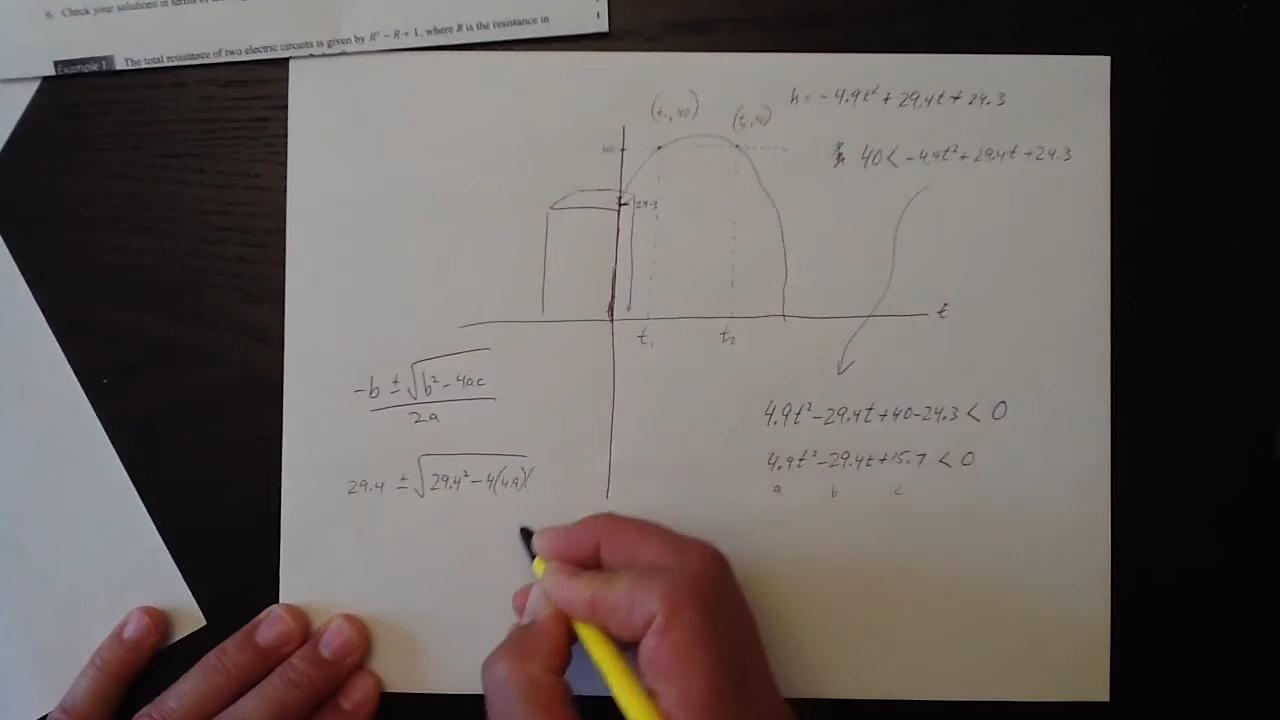 6. Check your solutions in terms of
Example 1 The total resistance of two electric circuits is given by R² − R + 1, where R is the resistance in
(t₁, 40)
(t₂, 40)
h = -4.9t² + 29.4t + 24.3
40 < -4.9t² + 29.4t + 24.3
40
24.3
t
t₁ t₂
-b ± √b² - 4ac
2a
29.4 ± √29.4² - 4(4.9)(
4.9t² - 29.4t + 40 - 24.3 < 0
4.9t² - 29.4t + 15.7 < 0
a b c